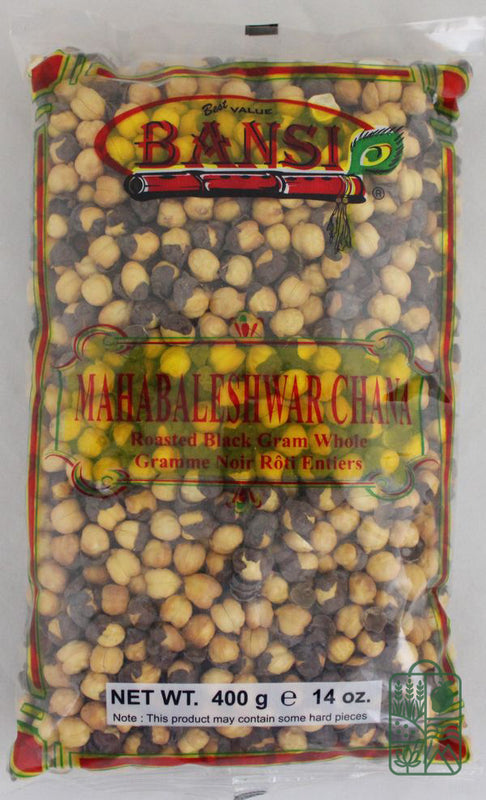 Best VALUE
BANSI
®
MAHABALESHWAR CHANA
Roasted Black Gram Whole
Gramme Noir Rôti Entiers
NET WT. 400 g ℮ 14 oz.
Note : This product may contain some hard pieces